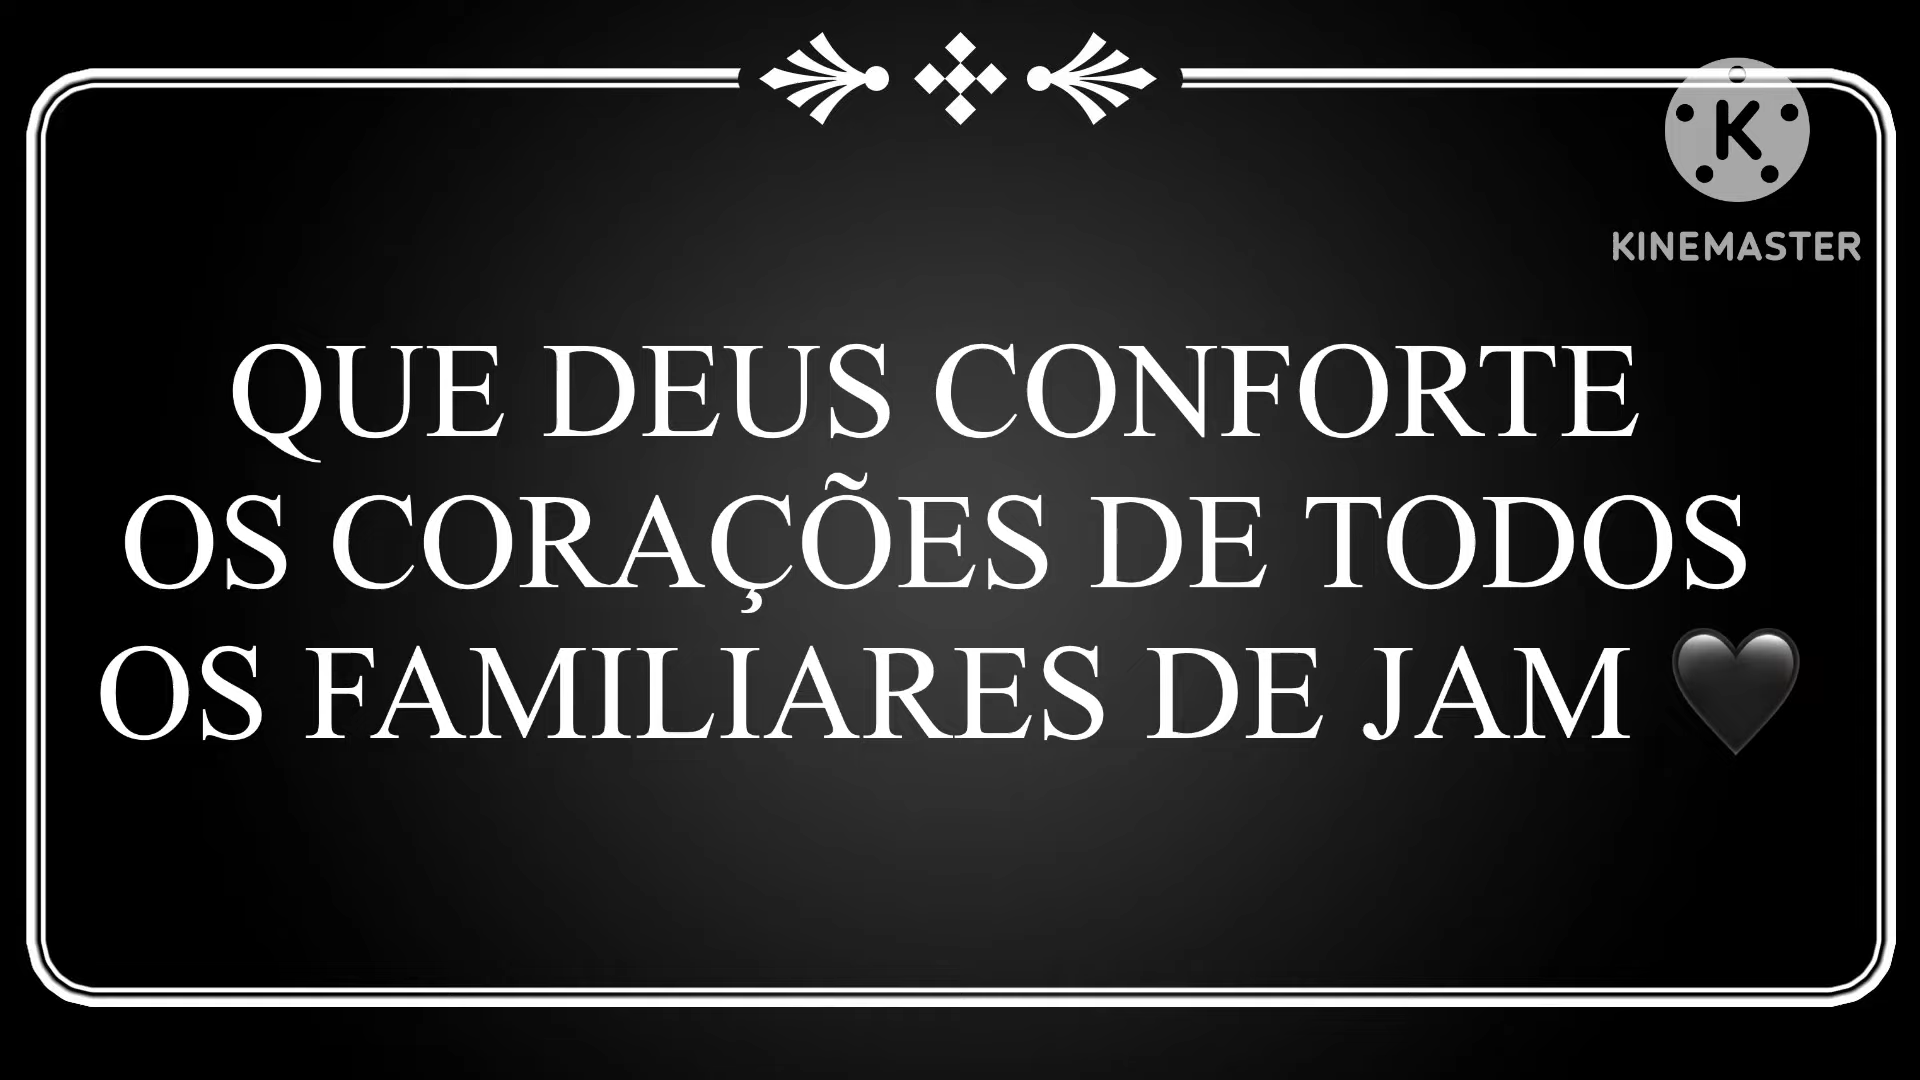 KINEMASTER
QUE DEUS CONFORTE
OS CORAÇÕES DE TODOS
OS FAMILIARES DE JAM 🖤